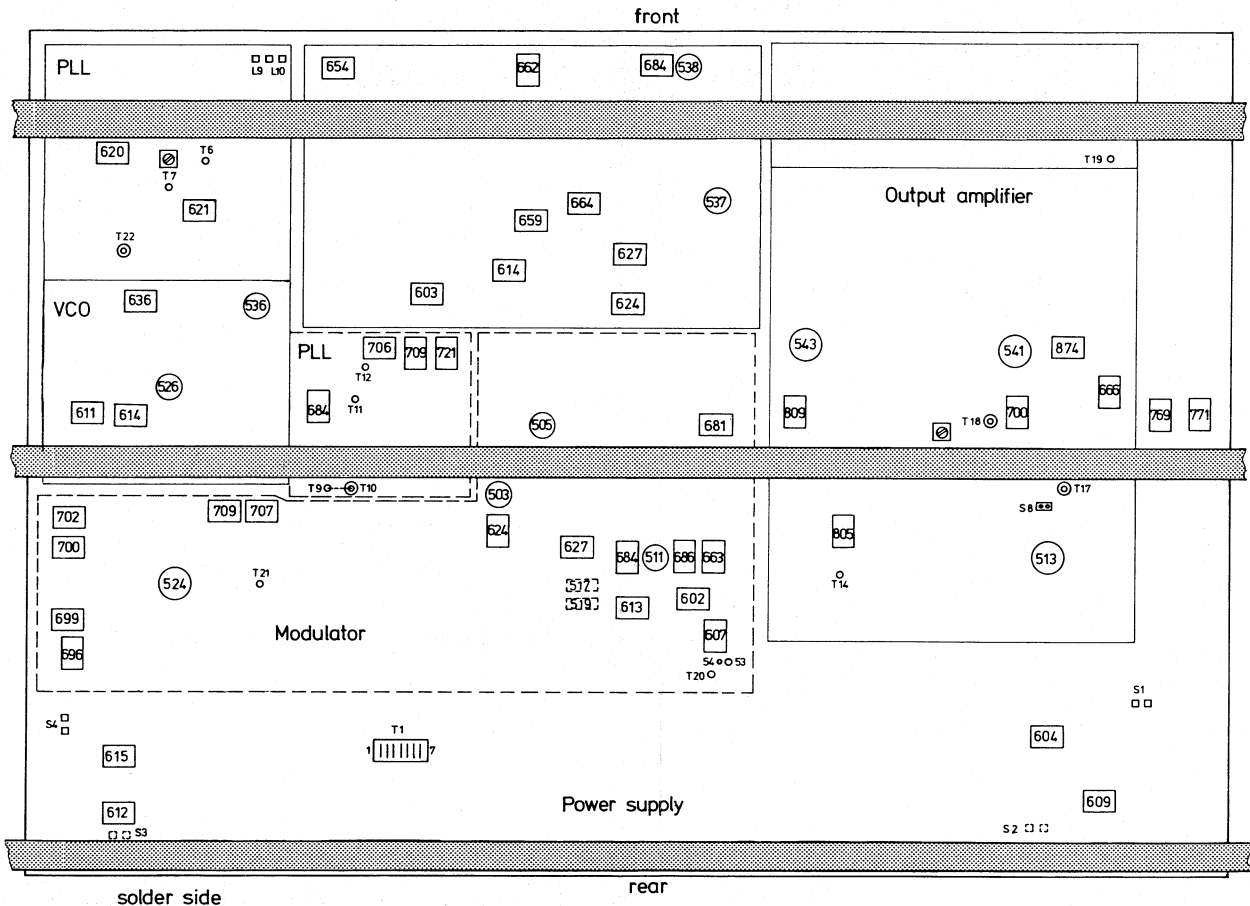 front
PLL
L9 L10
654
662
684
538
620
T6
T7
621
T22
659
664
537
614
627
603
624
T19
Output amplifier
VCO
636
536
526
611
614
PLL
706
709
721
T12
684
T11
505
681
543
541
874
809
T18
700
666
769
771
T9
T10
503
624
T17
S8
702
709
707
700
524
T21
627
684
511
686
663
517
519
613
602
607
54
53
T20
805
T14
513
699
696
Modulator
S4
615
612
S3
T1
1
7
S1
604
609
S2
Power supply
rear
solder side